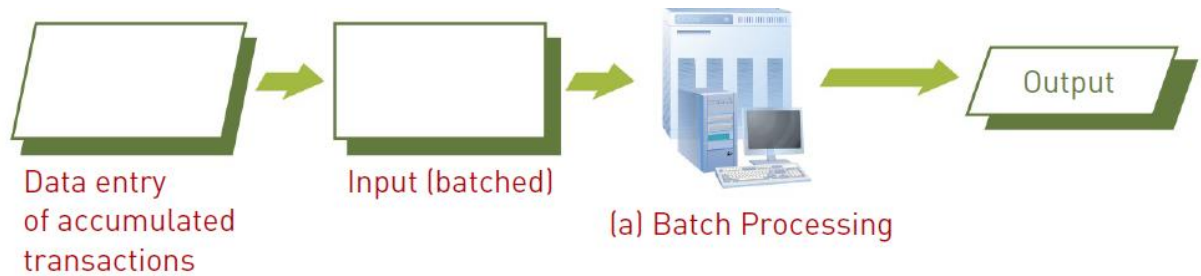 Output
Data entry
of accumulated
transactions
Input (batched)
(a) Batch Processing